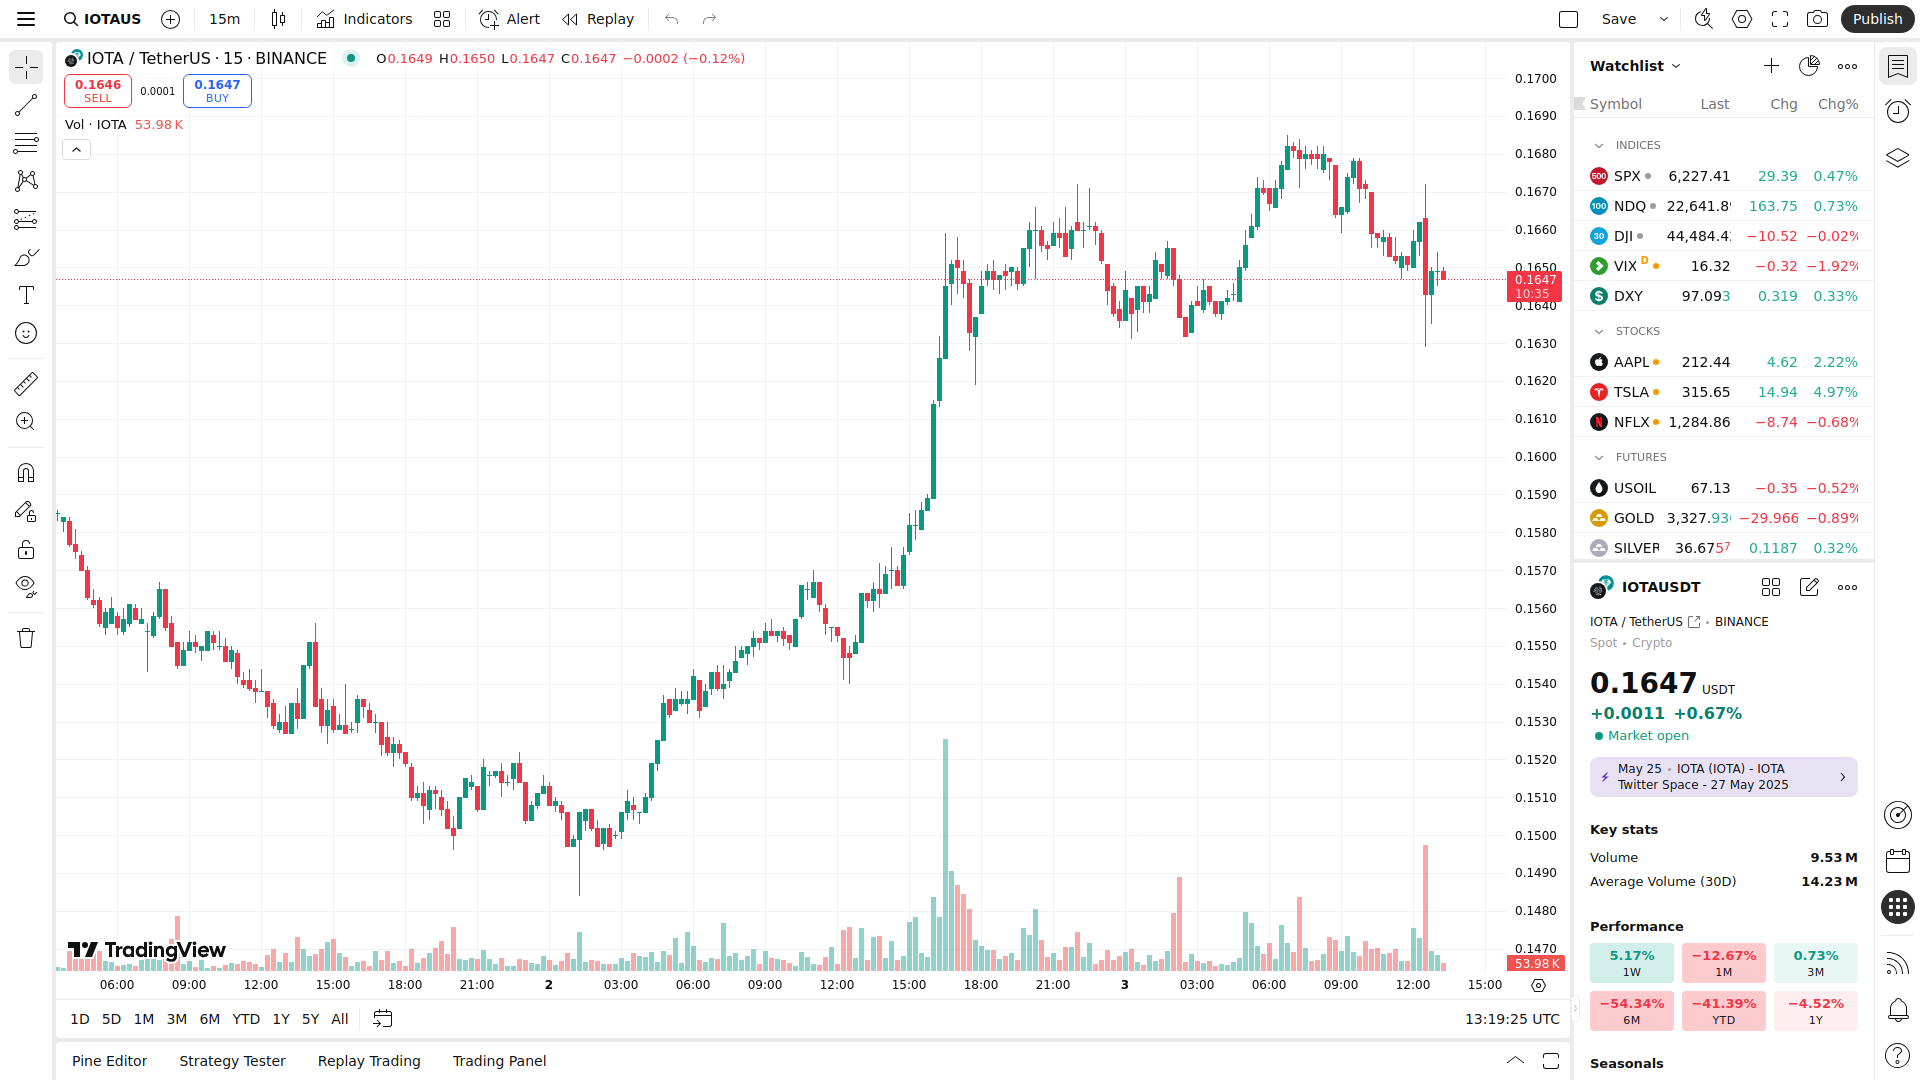 IOTAUS
15m
Indicators
Alert
Replay
Save
Publish
IOTA / TetherUS · 15 · BINANCE
O0.1649 H0.1650 L0.1647 C0.1647 −0.0002 (−0.12%)
0.1646
SELL
0.0001
0.1647
BUY
Vol · IOTA 53.98 K
0.1700
0.1690
0.1680
0.1670
0.1660
0.1650
0.1647
10:35
0.1640
0.1630
0.1620
0.1610
0.1600
0.1590
0.1580
0.1570
0.1560
0.1550
0.1540
0.1530
0.1520
0.1510
0.1500
0.1490
0.1480
0.1470
53.98 K
TradingView
06:00 09:00 12:00 15:00 18:00 21:00 2 03:00 06:00 09:00 12:00 15:00 18:00 21:00 3 03:00 06:00 09:00 12:00 15:00
1D 5D 1M 3M 6M YTD 1Y 5Y All
13:19:25 UTC
Pine Editor Strategy Tester Replay Trading Trading Panel
Watchlist
Symbol Last Chg Chg%
INDICES
500 SPX 6,227.41 29.39 0.47%
100 NDQ 163.75 0.73%
30 DJI −10.52 −0.02%
VIX D 16.32 −0.32 −1.92%
$ DXY 97.093 0.319 0.33%
STOCKS
AAPL 212.44 4.62 2.22%
TSLA 315.65 14.94 4.97%
N NFLX 1,284.86 −8.74 −0.68%
FUTURES
USOIL 67.13 −0.35 −0.52%
GOLD −29.966 −0.89%
SILVER 36.657 0.1187 0.32%
IOTAUSDT
IOTA / TetherUS • BINANCE
Spot • Crypto
0.1647 USDT
+0.0011 +0.67%
Market open
May 25 • IOTA (IOTA) - IOTA
Twitter Space - 27 May 2025
Key stats
Volume 9.53 M
Average Volume (30D) 14.23 M
Performance
5.17% −12.67% 0.73%
1W 1M 3M
−54.34% −41.39% −4.52%
6M YTD 1Y
Seasonals